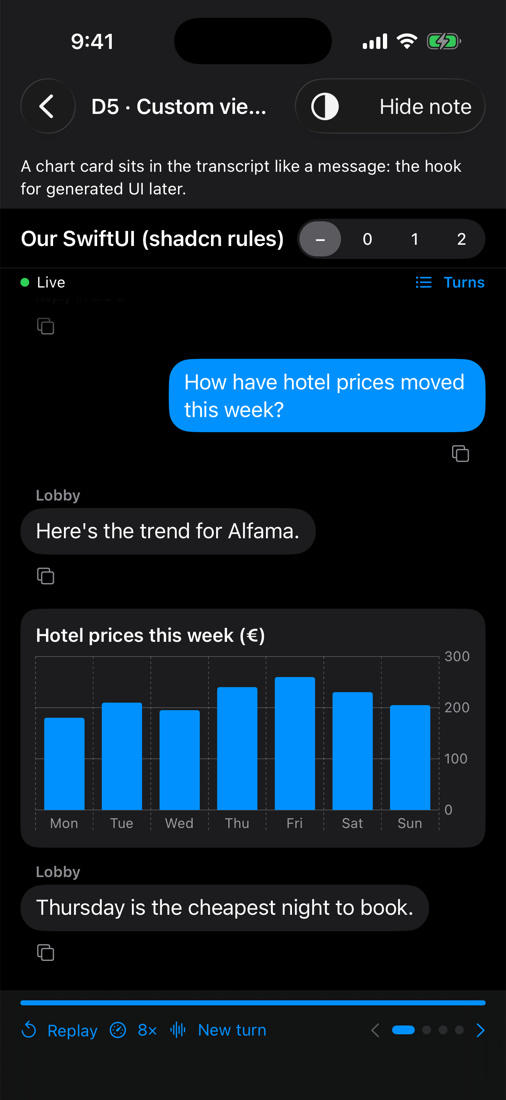 9:41
D5 · Custom vie...
Hide note
A chart card sits in the transcript like a message: the hook
for generated UI later.
Our SwiftUI (shadcn rules)
– 0 1 2
Live
Turns
How have hotel prices moved
this week?
Lobby
Here's the trend for Alfama.
Hotel prices this week (€)
300
200
100
0
Mon Tue Wed Thu Fri Sat Sun
Lobby
Thursday is the cheapest night to book.
Replay 8× New turn